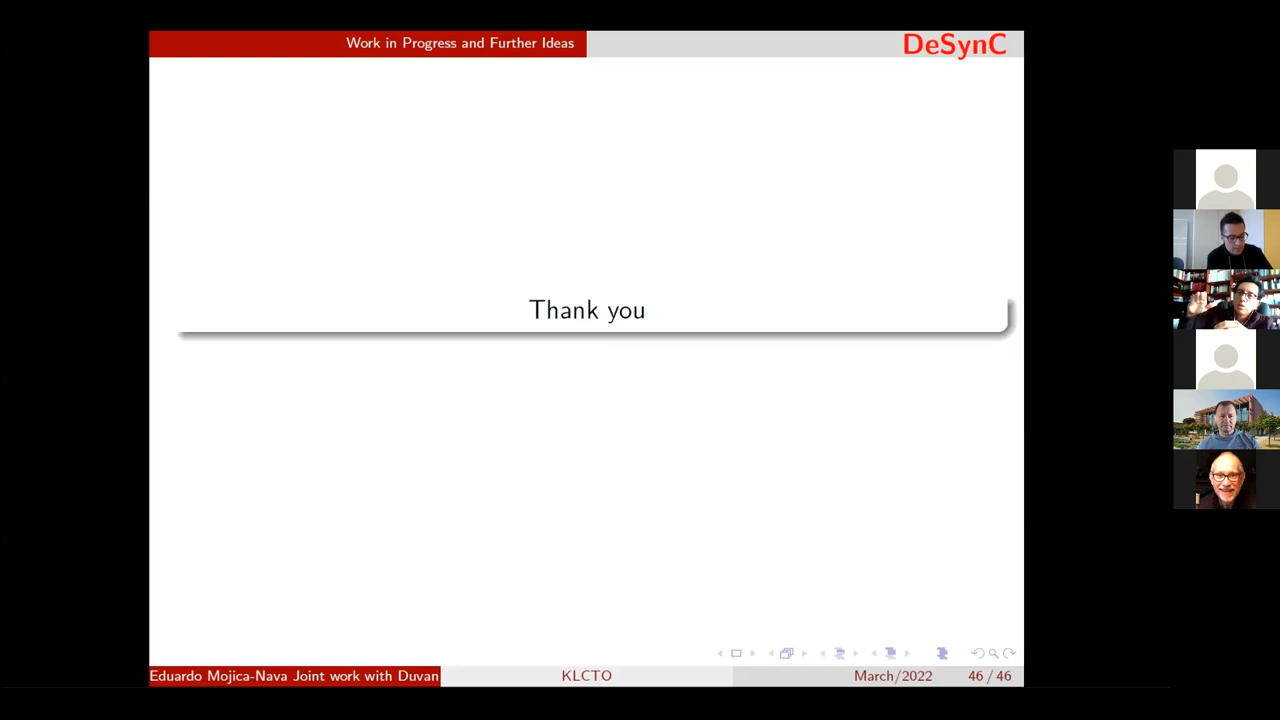 Work in Progress and Further Ideas
DeSynC
Thank you
Eduardo Mojica-Nava Joint work with Duvan
KLCTO
March/2022
46/46